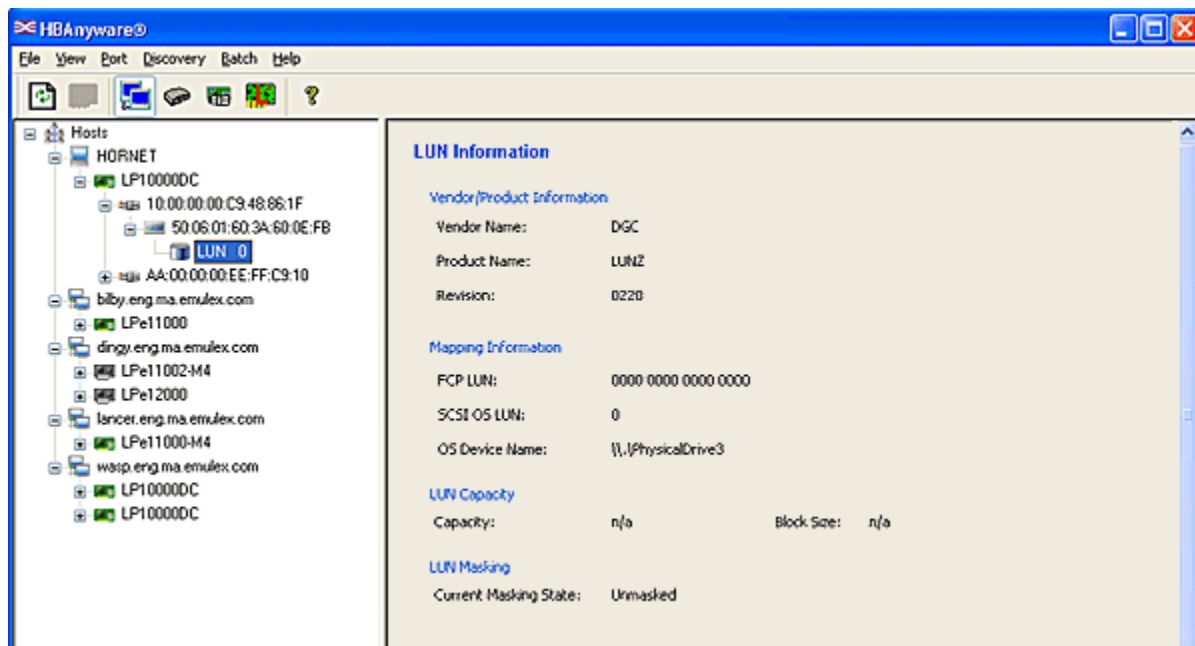 HBAnyware®
File View Port Discovery Batch Help
Hosts
HORNET
LP10000DC
10:00:00:00:C9:48:86:1F
50:06:01:60:3A:60:0E:FB
LUN 0
AA:00:00:00:EE:FF:C9:10
bilby.eng.ma.emulex.com
LPe11000
dingy.eng.ma.emulex.com
LPe11002-M4
LPe12000
lancer.eng.ma.emulex.com
LPe11000-M4
wasp.eng.ma.emulex.com
LP10000DC
LP10000DC
LUN Information
Vendor/Product Information
Vendor Name: DGC
Product Name: LUNZ
Revision: 0220
Mapping Information
FCP LUN: 0000 0000 0000 0000
SCSI OS LUN: 0
OS Device Name: \\.\PhysicalDrive3
LUN Capacity
Capacity: n/a Block Size: n/a
LUN Masking
Current Masking State: Unmasked